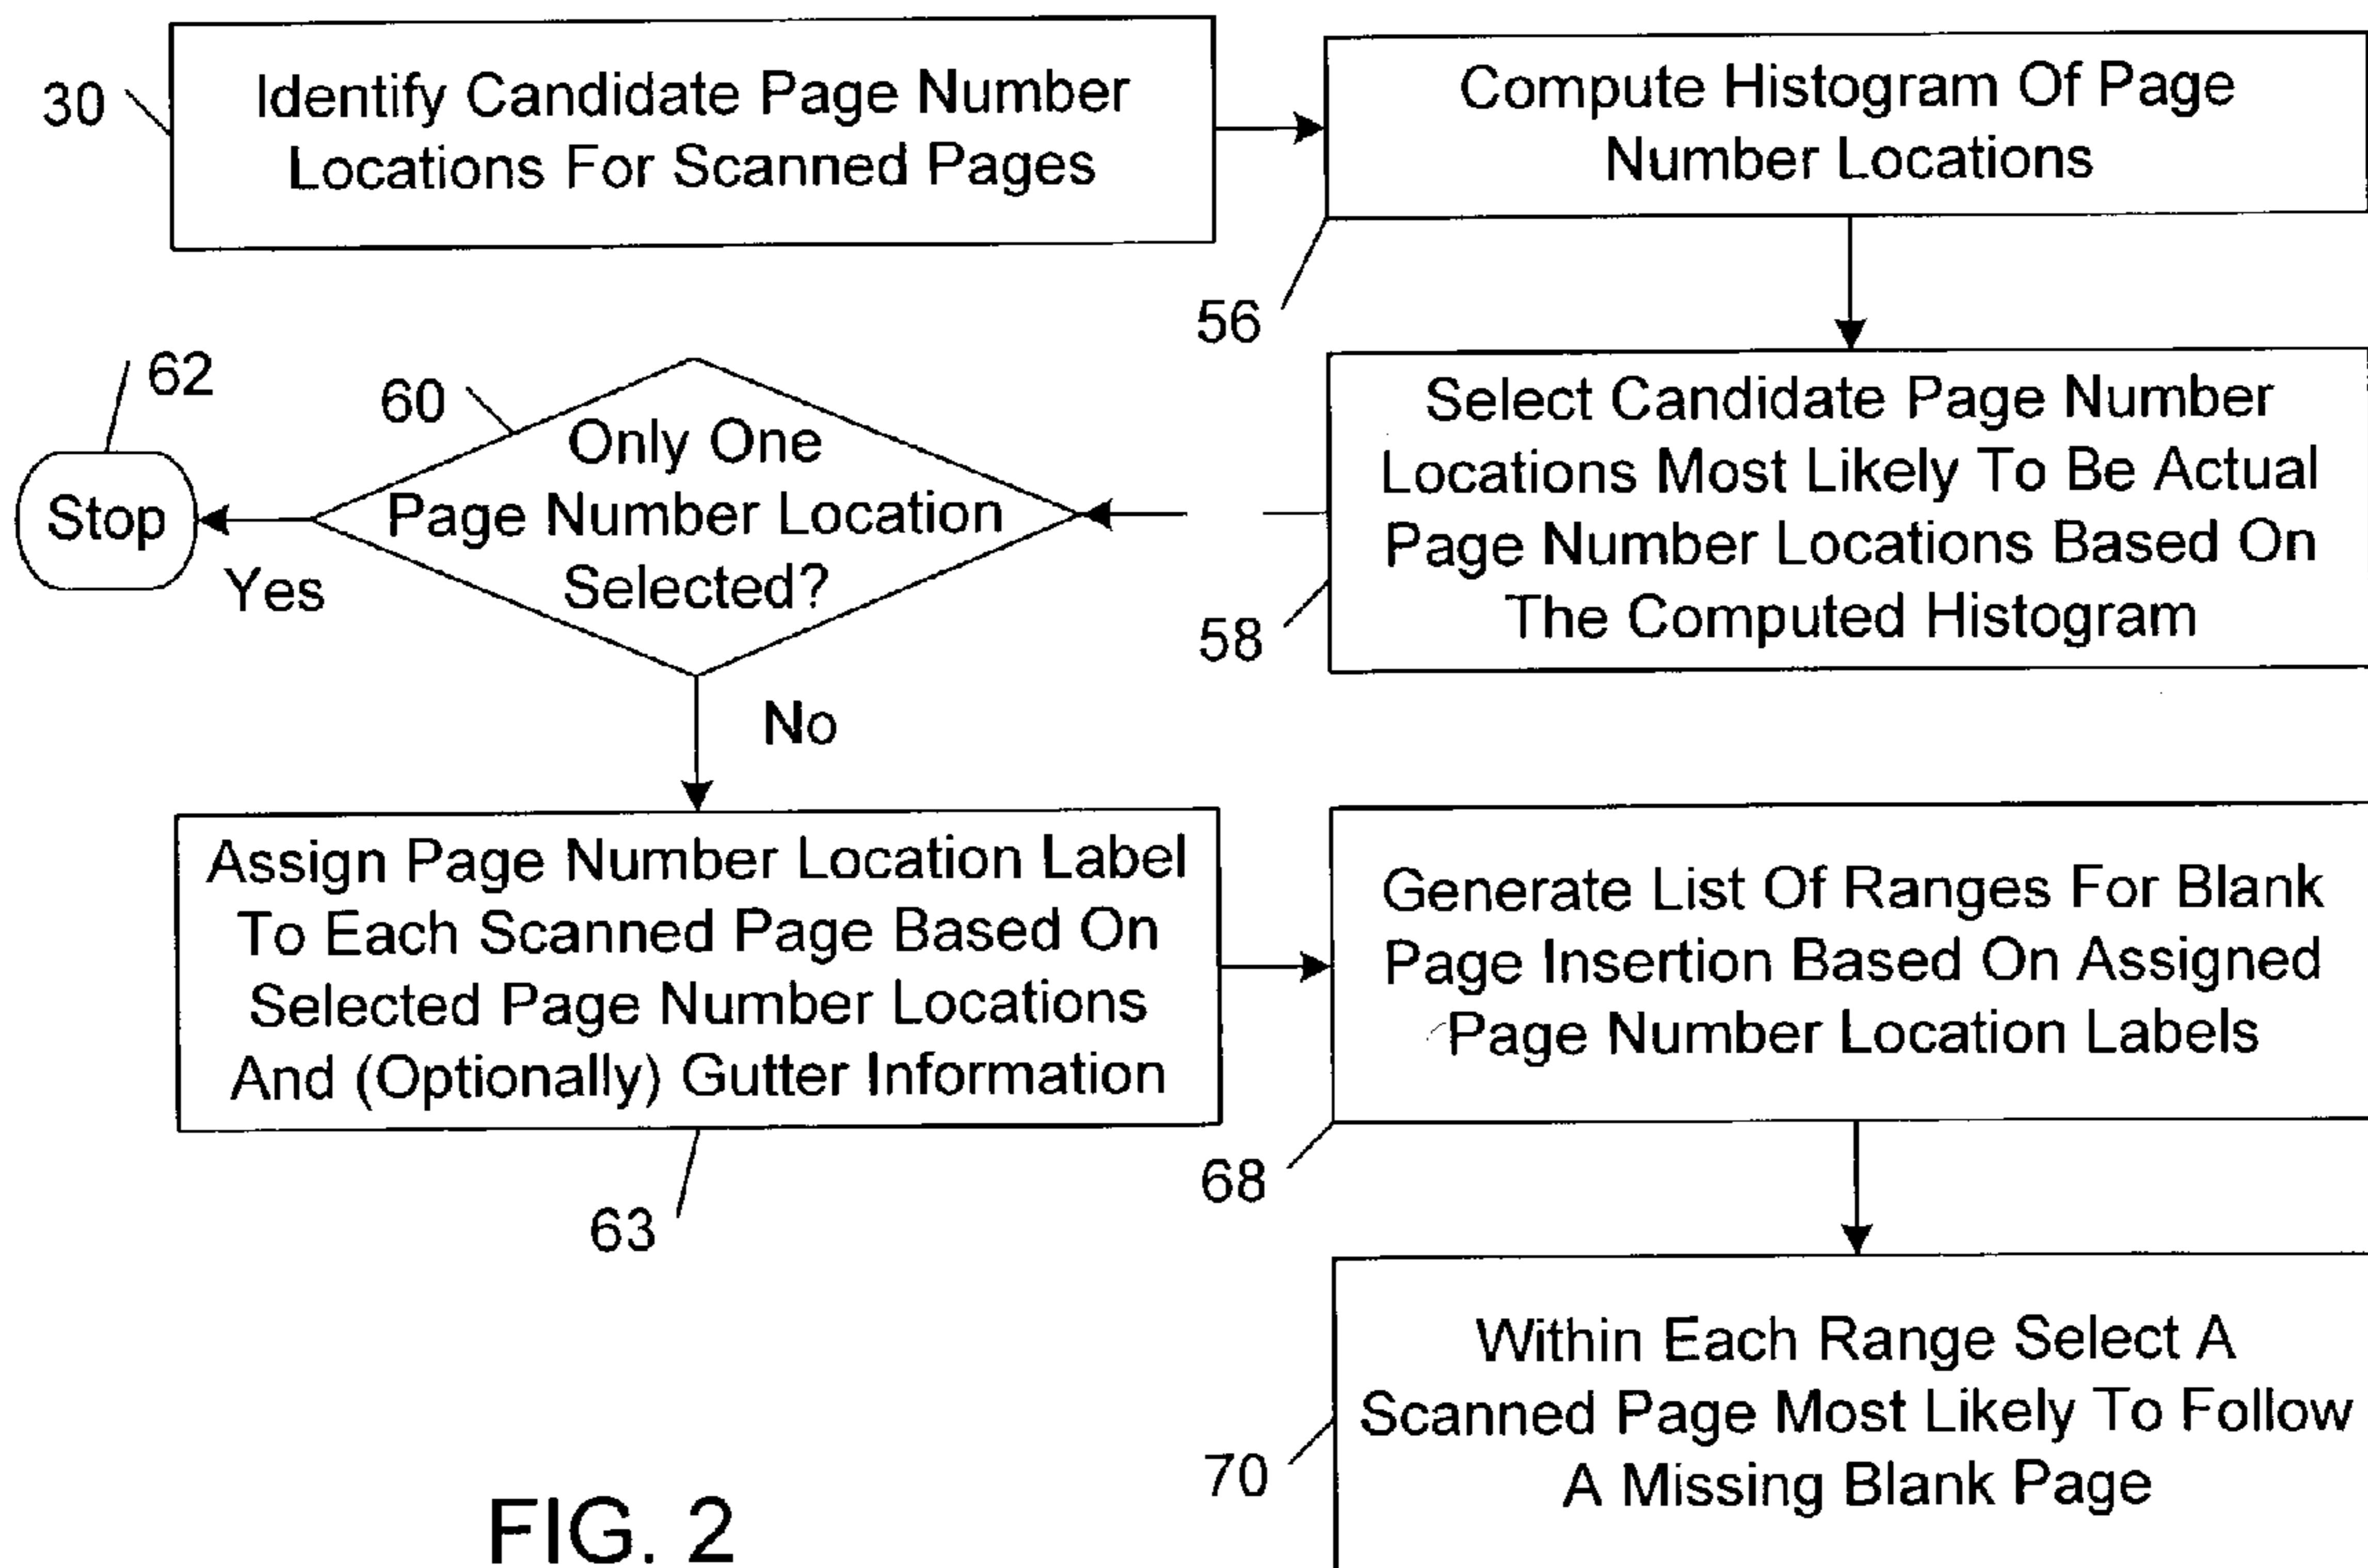 30
Identify Candidate Page Number
Locations For Scanned Pages
Compute Histogram Of Page
Number Locations
56
Select Candidate Page Number
Locations Most Likely To Be Actual
Page Number Locations Based On
The Computed Histogram
58
60
Only One
Page Number Location
Selected?
62
Stop
Yes
No
Assign Page Number Location Label
To Each Scanned Page Based On
Selected Page Number Locations
And (Optionally) Gutter Information
63
Generate List Of Ranges For Blank
Page Insertion Based On Assigned
Page Number Location Labels
68
Within Each Range Select A
Scanned Page Most Likely To Follow
A Missing Blank Page
70
FIG. 2